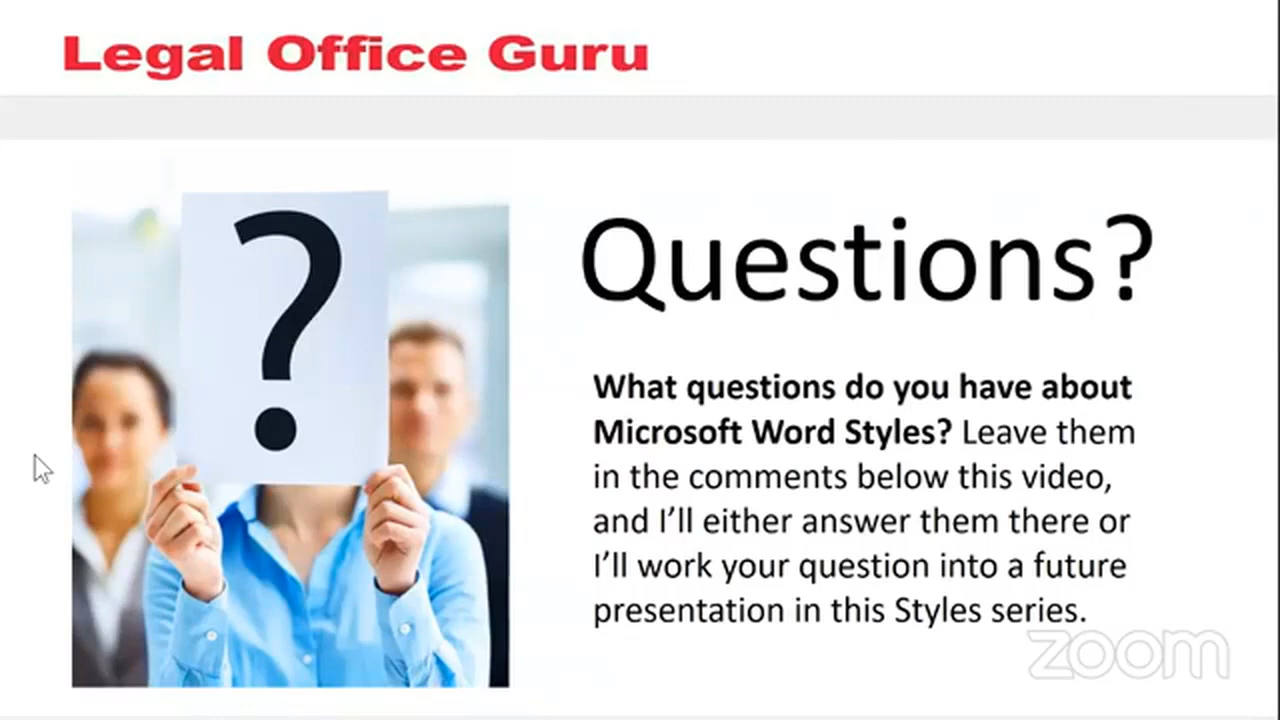 Legal Office Guru
?
Questions?
What questions do you have about
Microsoft Word Styles? Leave them
in the comments below this video,
and I'll either answer them there or
I'll work your question into a future
presentation in this Styles series.
zoom